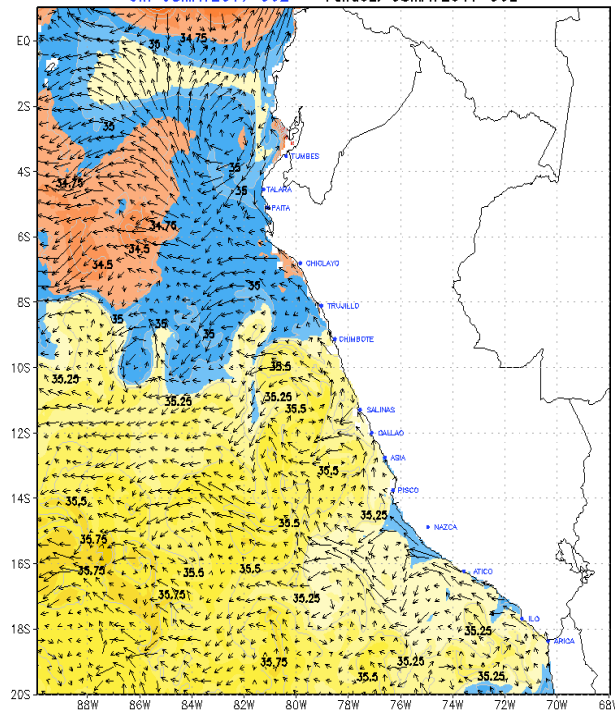 EQ
34.75
35
2S
35
4S
TUMBES
35
34.75
35
TALARA
PAITA
34.75
6S
34.5
CHICLAYO
35
8S
TRUJILLO
35
35
35
CHIMBOTE
10S
35.5
35.25
35.25
35.25
35.5
SALINAS
12S
CALLAO
ASIA
35.5
PISCO
14S
35.5
35.25
35.5
NAZCA
35.75
16S
35.75
35.5
35.5
ATICO
35.75
35.25
ILO
18S
35.25
ARICA
35.75
35.25
35.5
35.25
20S
88W
86W
84W
82W
80W
78W
76W
74W
72W
70W
68W